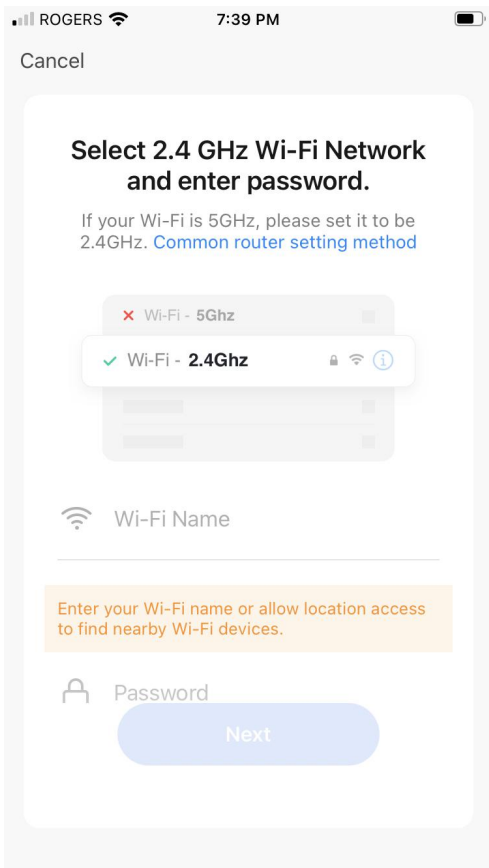 ROGERS 7:39 PM
Cancel
Select 2.4 GHz Wi-Fi Network
and enter password.
If your Wi-Fi is 5GHz, please set it to be
2.4GHz. Common router setting method
Wi-Fi - 5Ghz
Wi-Fi - 2.4Ghz
Wi-Fi Name
Enter your Wi-Fi name or allow location access
to find nearby Wi-Fi devices.
Password
Next